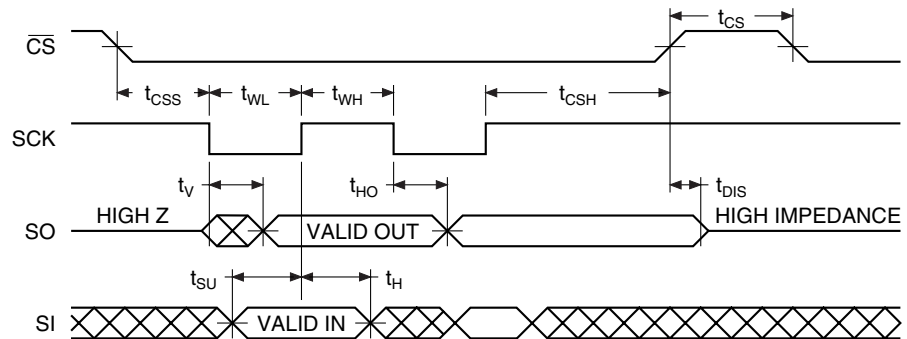 t_CS
C̅S̅
t_CSS t_WL t_WH t_CSH
SCK
t_V t_HO t_DIS
HIGH Z VALID OUT HIGH IMPEDANCE
SO
t_SU t_H
SI VALID IN